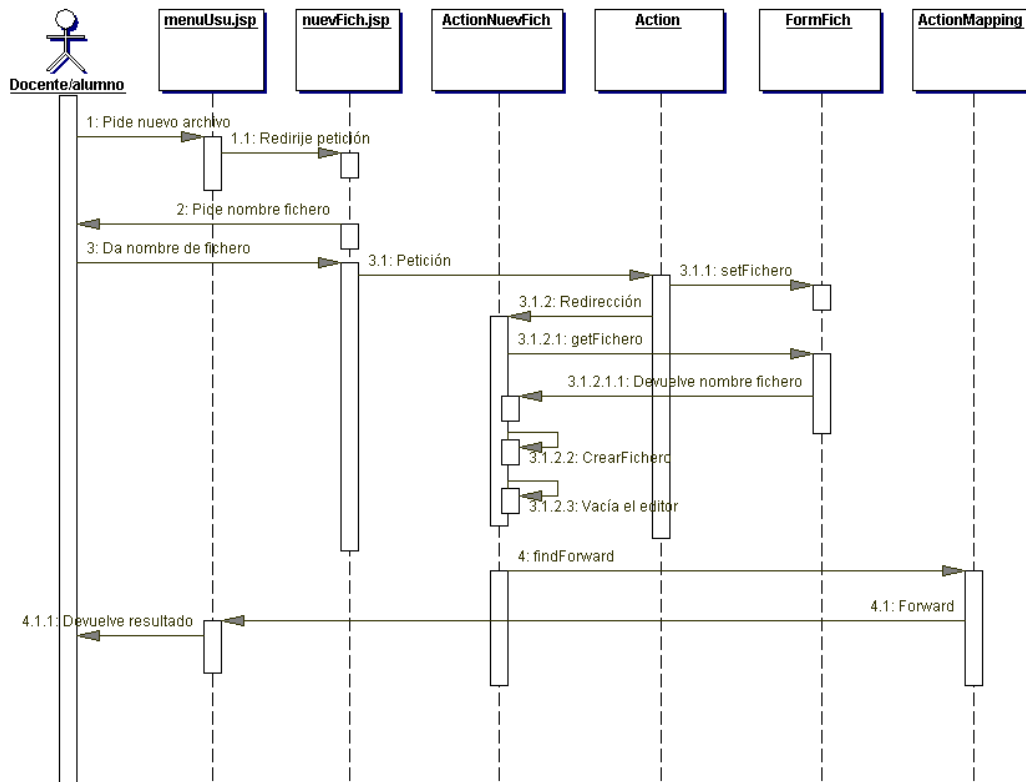 menuUsu.jsp
nuevFich.jsp
ActionNuevFich
Action
FormFich
ActionMapping
Docente/alumno
1: Pide nuevo archivo
1.1: Redirije petición
2: Pide nombre fichero
3: Da nombre de fichero
3.1: Petición
3.1.1: setFichero
3.1.2: Redirección
3.1.2.1: getFichero
3.1.2.1.1: Devuelve nombre fichero
3.1.2.2: CrearFichero
3.1.2.3: Vacía el editor
4: findForward
4.1: Forward
4.1.1: Devuelve resultado